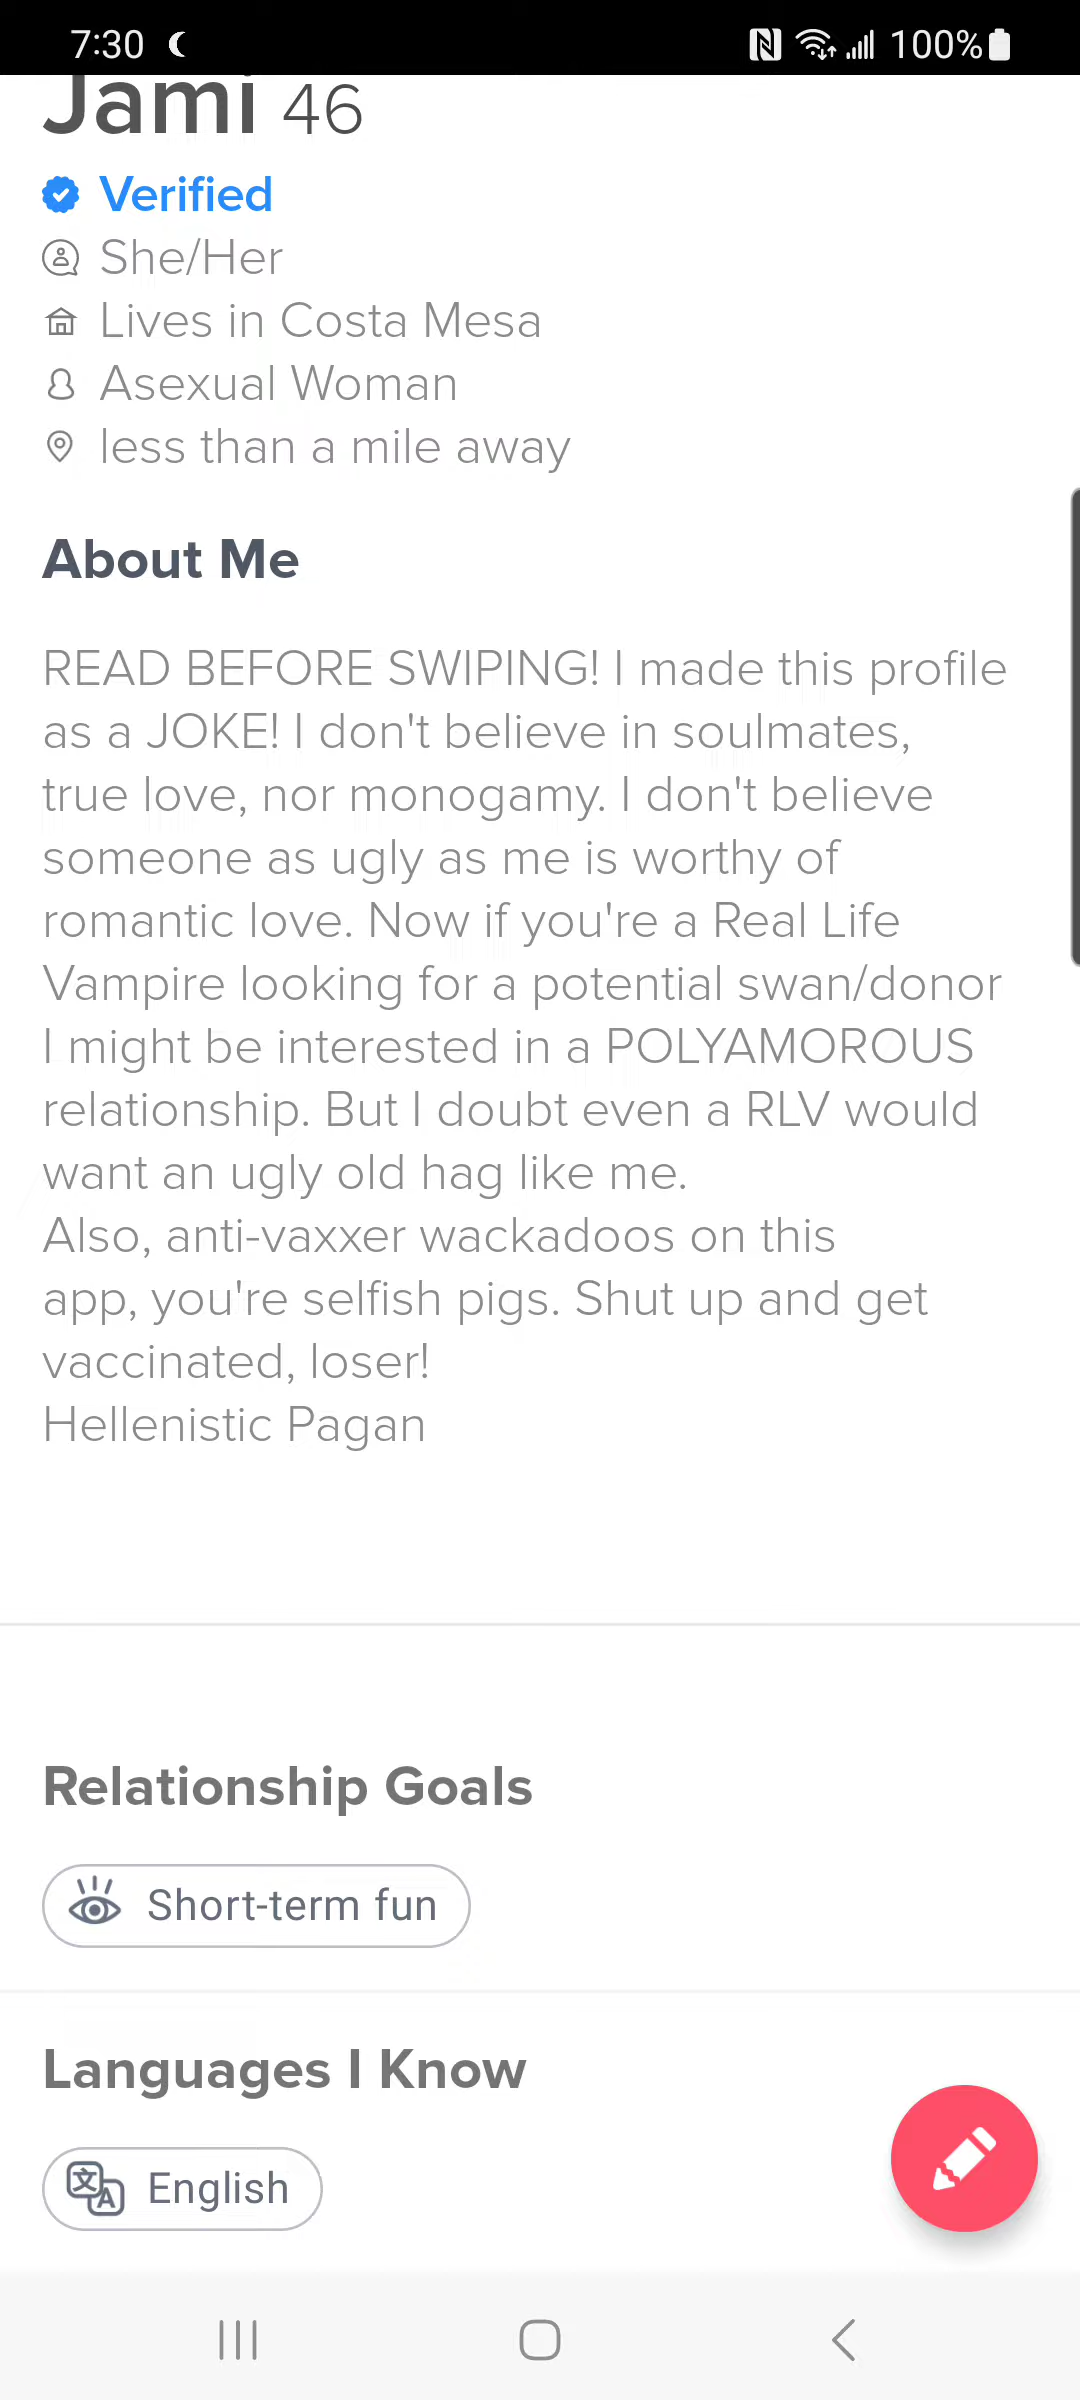 7:30 100%
Jami 46
Verified
She/Her
Lives in Costa Mesa
Asexual Woman
less than a mile away
About Me
READ BEFORE SWIPING! I made this profile
as a JOKE! I don't believe in soulmates,
true love, nor monogamy. I don't believe
someone as ugly as me is worthy of
romantic love. Now if you're a Real Life
Vampire looking for a potential swan/donor
I might be interested in a POLYAMOROUS
relationship. But I doubt even a RLV would
want an ugly old hag like me.
Also, anti-vaxxer wackadoos on this
app, you're selfish pigs. Shut up and get
vaccinated, loser!
Hellenistic Pagan
Relationship Goals
Short-term fun
Languages I Know
文A English